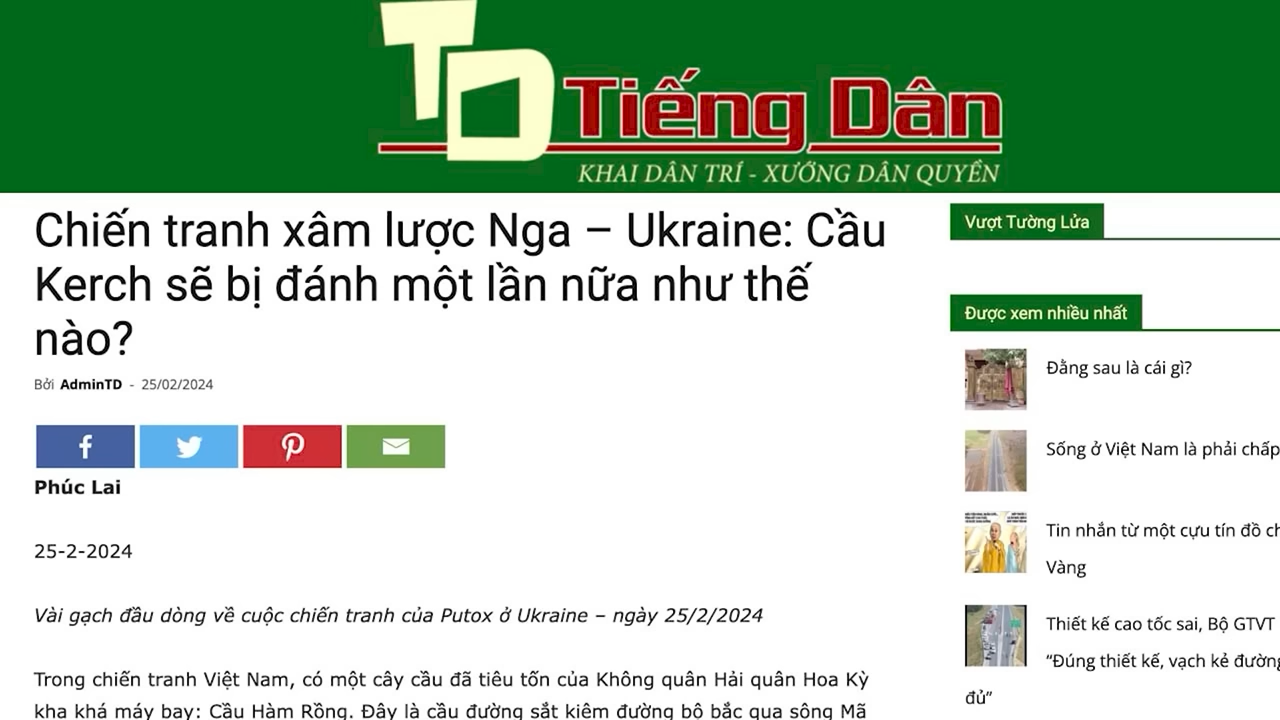 TD Tiếng Dân
KHAI DÂN TRÍ - XƯỚNG DÂN QUYỀN
Chiến tranh xâm lược Nga – Ukraine: Cầu
Kerch sẽ bị đánh một lần nữa như thế
nào?
Bởi AdminTD - 25/02/2024
Phúc Lai
25-2-2024
Vài gạch đầu dòng về cuộc chiến tranh của Putox ở Ukraine – ngày 25/2/2024
Trong chiến tranh Việt Nam, có một cây cầu đã tiêu tốn của Không quân Hải quân Hoa Kỳ
kha khá máy bay: Cầu Hàm Rồng. Đây là cầu đường sắt kiêm đường bộ bắc qua sông Mã
Vượt Tường Lửa
Được xem nhiều nhất
Đằng sau là cái gì?
Sống ở Việt Nam là phải chấp
Tin nhắn từ một cựu tín đồ
Vàng
Thiết kế cao tốc sai, Bộ GTVT
“Đúng thiết kế, vạch kẻ đường
đủ”